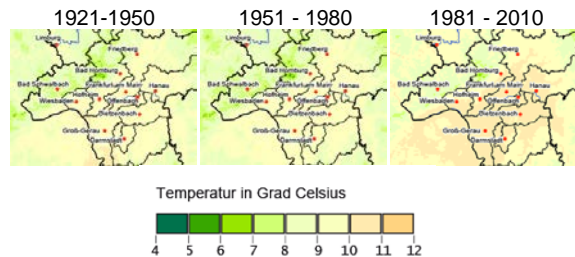 1921-1950 1951 - 1980 1981 - 2010
Limburg Limburg Limburg
Friedberg Friedberg Friedberg
Bad Homburg Bad Homburg Bad Homburg
Bad Schwalbach Frankfurt am Main Hanau Bad Schwalbach Frankfurt am Main Hanau Bad Schwalbach Frankfurt am Main Hanau
Hofheim Hofheim Hofheim
Wiesbaden Offenbach Wiesbaden Offenbach Wiesbaden Offenbach
Dietzenbach Dietzenbach Dietzenbach
Groß-Gerau Groß-Gerau Groß-Gerau
Darmstadt Darmstadt Darmstadt
Temperatur in Grad Celsius
4 5 6 7 8 9 10 11 12